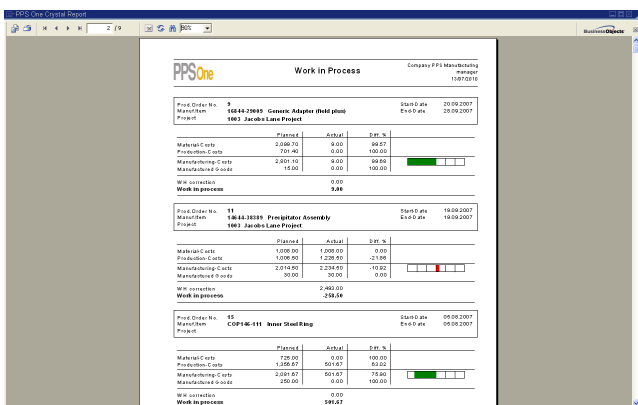 PPS One Crystal Report
2 / 9
90%
BusinessObjects
PPSOne
Work in Process
Company PPS Manufacturing
manager
13/07/2010
Prod.Order No. 9 Start-Date 20.09.2007
Manuf.Item 16844-29009 Generic Adapter (field plus) End-Date 28.09.2007
Project 1003 Jacobs Lane Project
Planned Actual Diff. %
Material-Costs 2,099.70 9.00 99.57
Production-Costs 701.40 0.00 100.00
Manufacturing-Costs 2,801.10 9.00 99.68
Manufactured Goods 15.00 0.00 100.00
WH correction 0.00
Work in process 9.00
Prod.Order No. 11 Start-Date 19.09.2007
Manuf.Item 14644-38389 Precipitator Assembly End-Date 19.09.2007
Project 1003 Jacobs Lane Project
Planned Actual Diff. %
Material-Costs 1,008.00 1,008.00 0.00
Production-Costs 1,006.50 1,226.50 -21.86
Manufacturing-Costs 2,014.50 2,234.50 -10.92
Manufactured Goods 30.00 30.00 0.00
WH correction 2,493.00
Work in process -258.50
Prod.Order No. 15 Start-Date 06.08.2007
Manuf.Item COP146-111 Inner Steel Ring End-Date 06.08.2007
Project
Planned Actual Diff. %
Material-Costs 725.00 0.00 100.00
Production-Costs 1,356.67 501.67 63.02
Manufacturing-Costs 2,081.67 501.67 75.90
Manufactured Goods 250.00 0.00 100.00
WH correction 0.00
Work in process 501.67